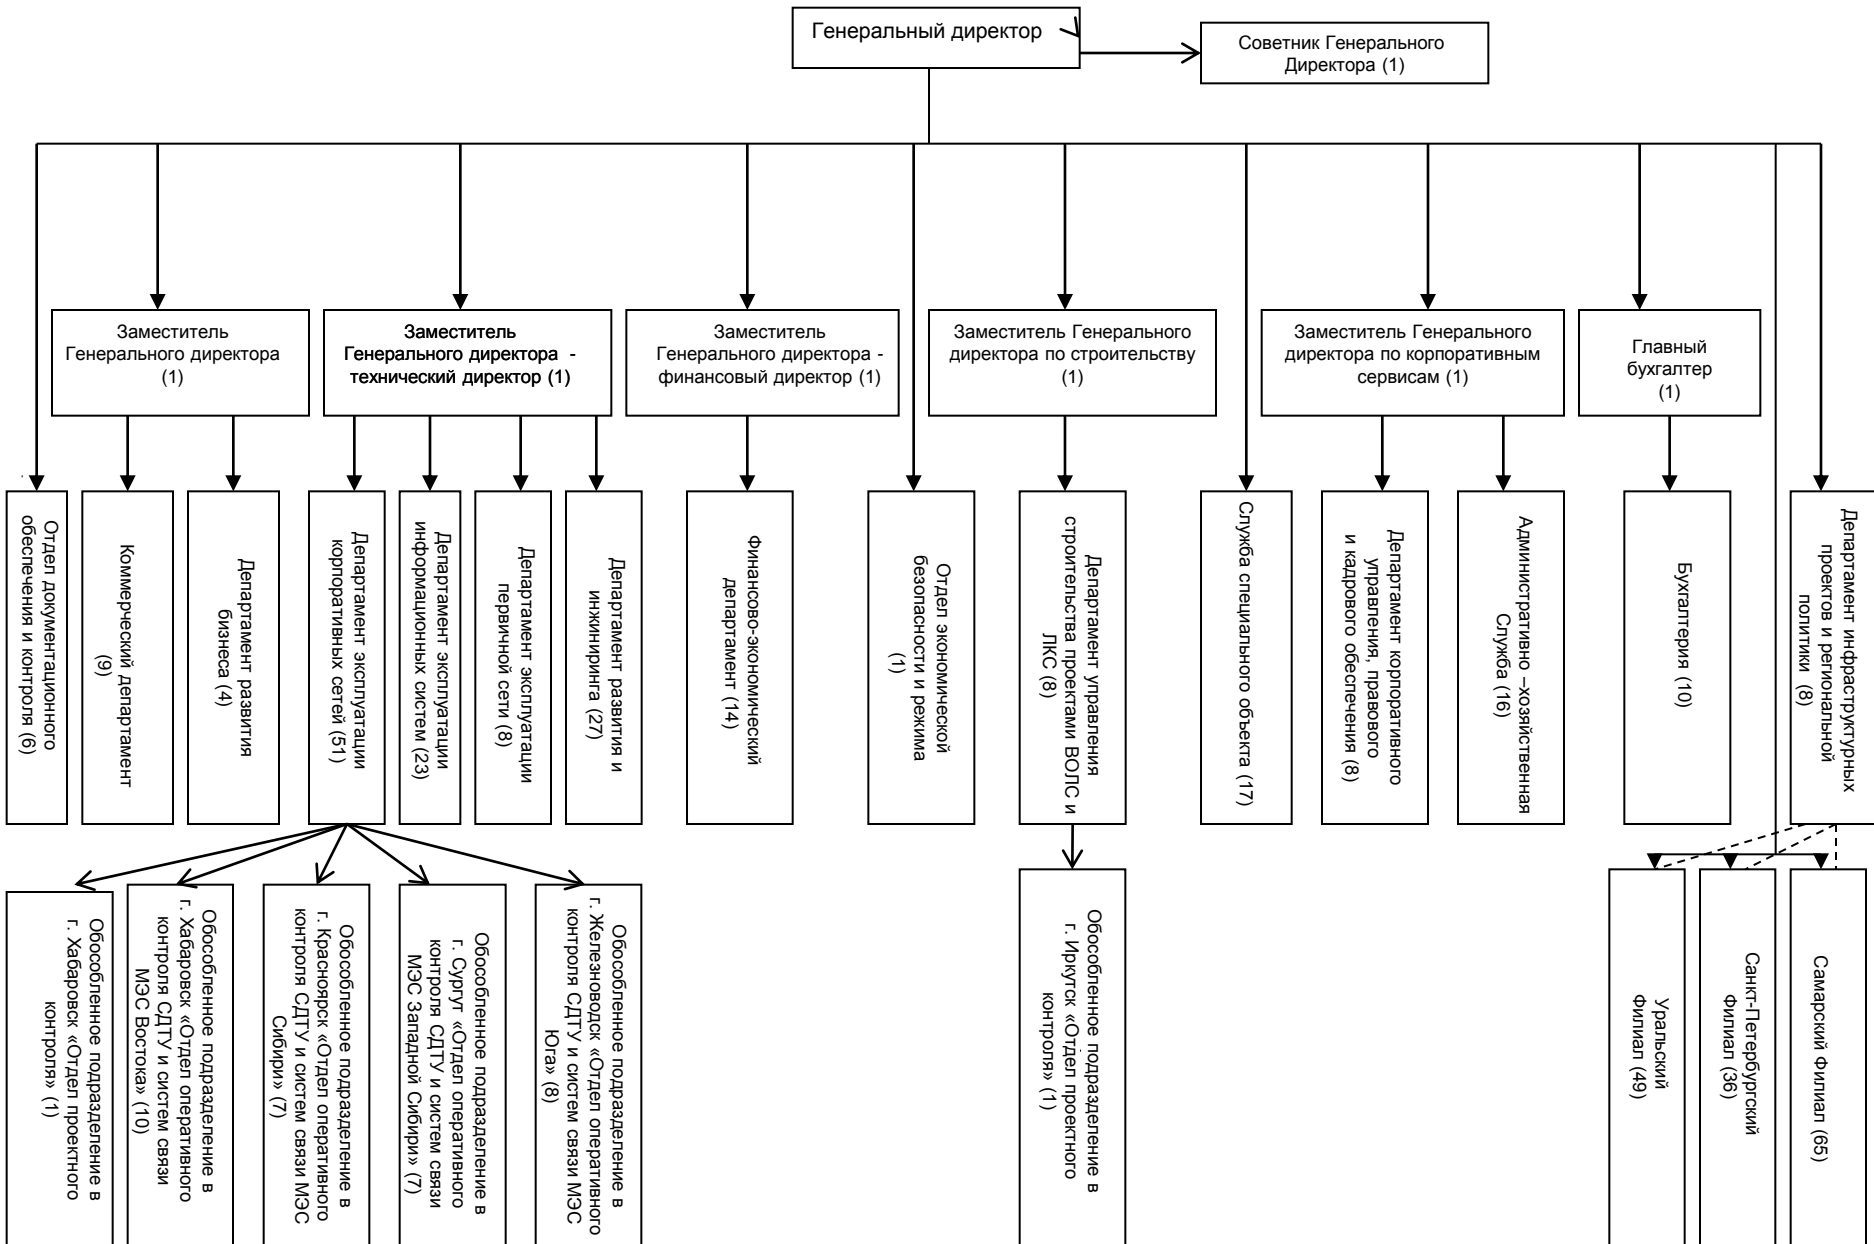 Генеральный директор
Советник Генерального
Директора (1)
Заместитель
Генерального директора
(1)
Заместитель
Генерального директора -
технический директор (1)
Заместитель
Генерального директора -
финансовый директор (1)
Заместитель Генерального
директора по строительству
(1)
Заместитель Генерального
директора по корпоративным
сервисам (1)
Главный
бухгалтер
(1)
Отдел документационного
обеспечения и контроля (6)
Коммерческий департамент
(9)
Департамент развития
бизнеса (4)
Департамент эксплуатации
корпоративных сетей (51)
Департамент эксплуатации
информационных систем (23)
Департамент эксплуатации
первичной сети (8)
Департамент развития и
инжиниринга (27)
Финансово-экономический
департамент (14)
Отдел экономической
безопасности и режима
(1)
Департамент управления
строительства проектами ВОЛС и
ЛКС (8)
Служба специального объекта (17)
Департамент корпоративного
управления, правового
и кадрового обеспечения (8)
Административно –хозяйственная
Служба (16)
Бухгалтерия (10)
Департамент инфраструктурных
проектов и региональной
политики (8)
Обособленное подразделение в
г. Хабаровск «Отдел проектного
контроля» (1)
Обособленное подразделение в
г. Хабаровск «Отдел оперативного
контроля СДТУ и систем связи
МЭС Востока» (10)
Обособленное подразделение в
г. Красноярск «Отдел оперативного
контроля СДТУ и систем связи МЭС
Сибири» (7)
Обособленное подразделение в
г. Сургут «Отдел оперативного
контроля СДТУ и систем связи
МЭС Западной Сибири» (7)
Обособленное подразделение в
г. Железноводск «Отдел оперативного
контроля СДТУ и систем связи МЭС
Юга» (8)
Обособленное подразделение в
г. Иркутск «Отдел проектного
контроля» (1)
Уральский
Филиал (49)
Санкт-Петербургский
Филиал (36)
Самарский Филиал (65)